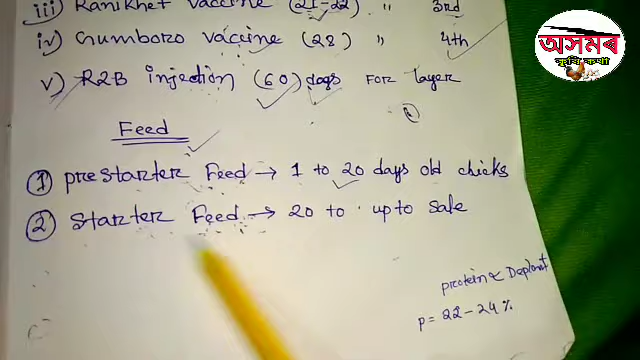 iii) Ranikhet vaccine (21-22) " 3rd
iv) Gumboro vaccine (28) " 4th
v) R2B injection (60) days for layer
Feed
① prestarter Feed → 1 to 20 days old chicks
② Starter Feed → 20 to up to sale
p = 22 - 24%
অসমৰ
কৃষি কথা